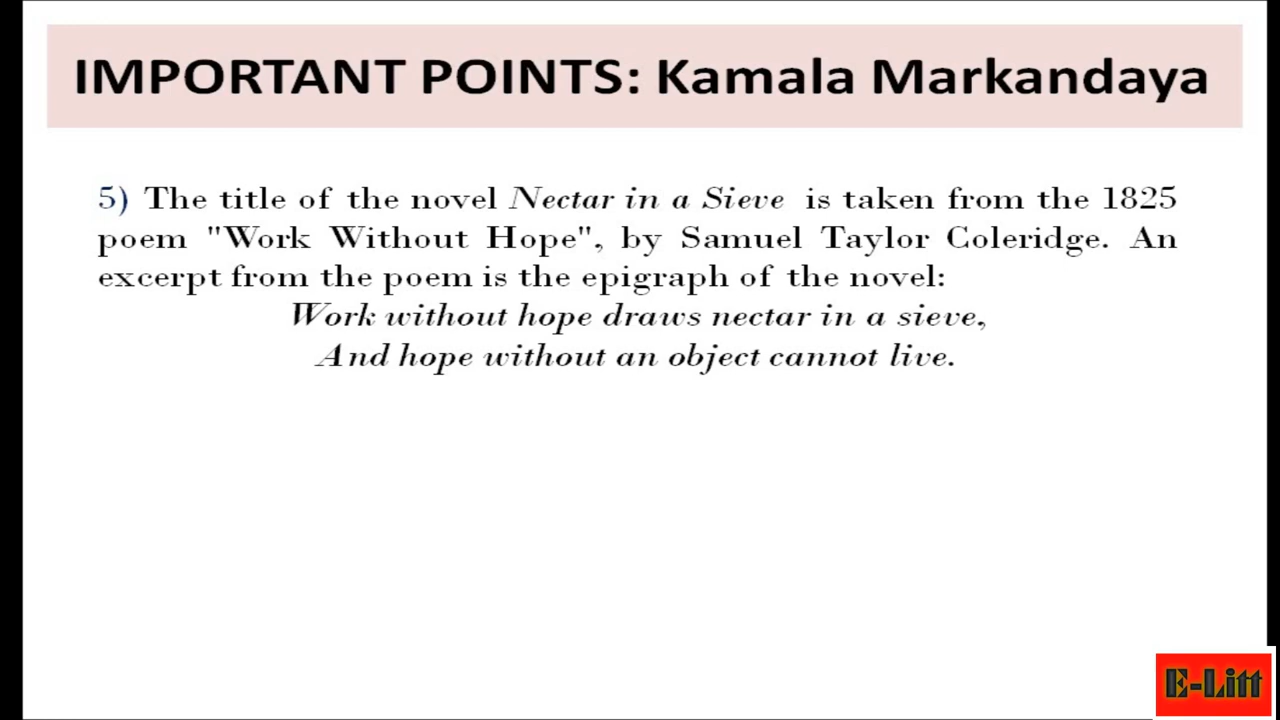 IMPORTANT POINTS: Kamala Markandaya
5) The title of the novel Nectar in a Sieve is taken from the 1825
poem "Work Without Hope", by Samuel Taylor Coleridge. An
excerpt from the poem is the epigraph of the novel:
Work without hope draws nectar in a sieve,
And hope without an object cannot live.
E-Litt